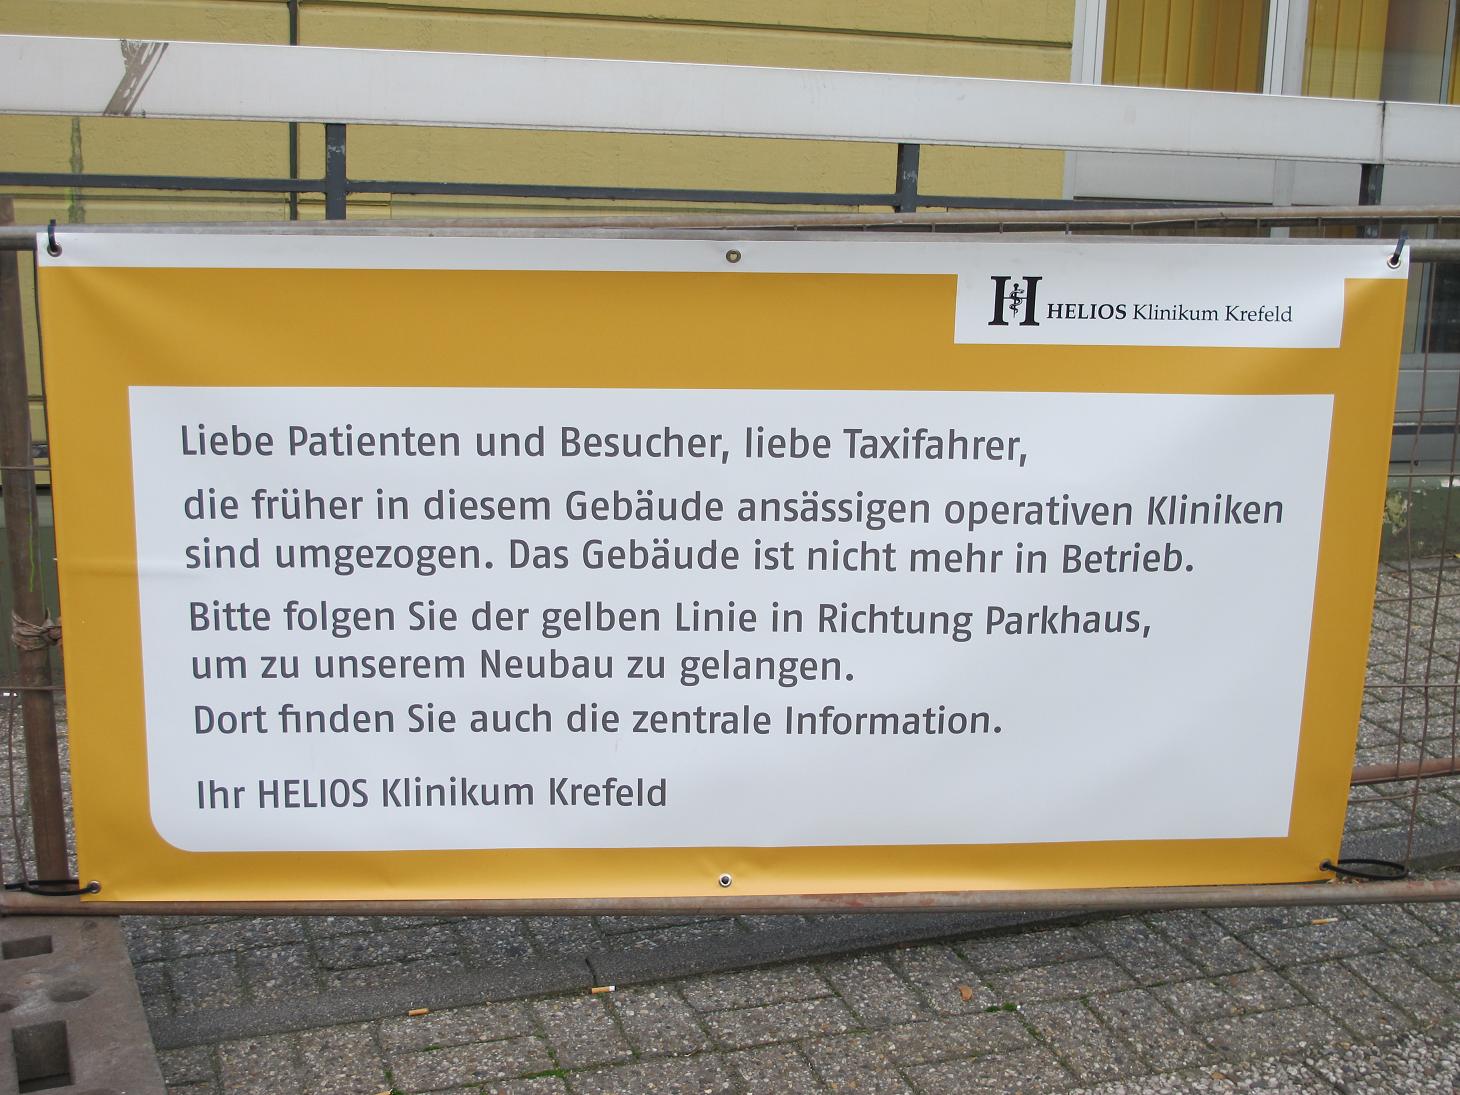 HELIOS Klinikum Krefeld
Liebe Patienten und Besucher, liebe Taxifahrer,
die früher in diesem Gebäude ansässigen operativen Kliniken
sind umgezogen. Das Gebäude ist nicht mehr in Betrieb.
Bitte folgen Sie der gelben Linie in Richtung Parkhaus,
um zu unserem Neubau zu gelangen.
Dort finden Sie auch die zentrale Information.
Ihr HELIOS Klinikum Krefeld